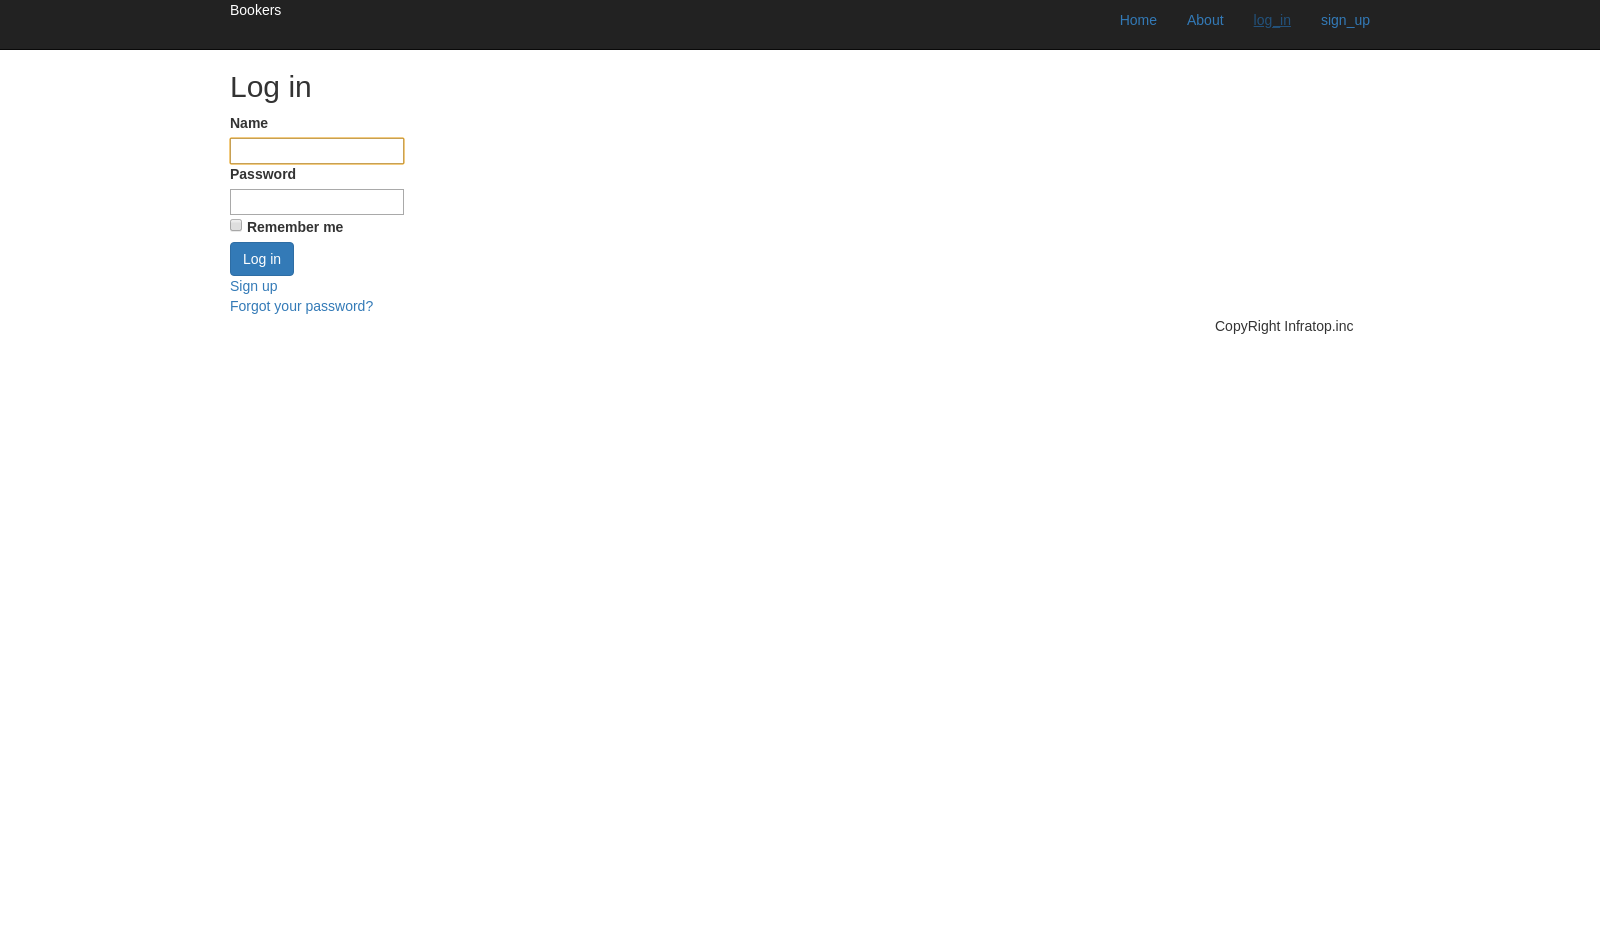 Bookers
Home About log_in sign_up
Log in
Name
Password
Remember me
Log in
Sign up
Forgot your password?
CopyRight Infratop.inc